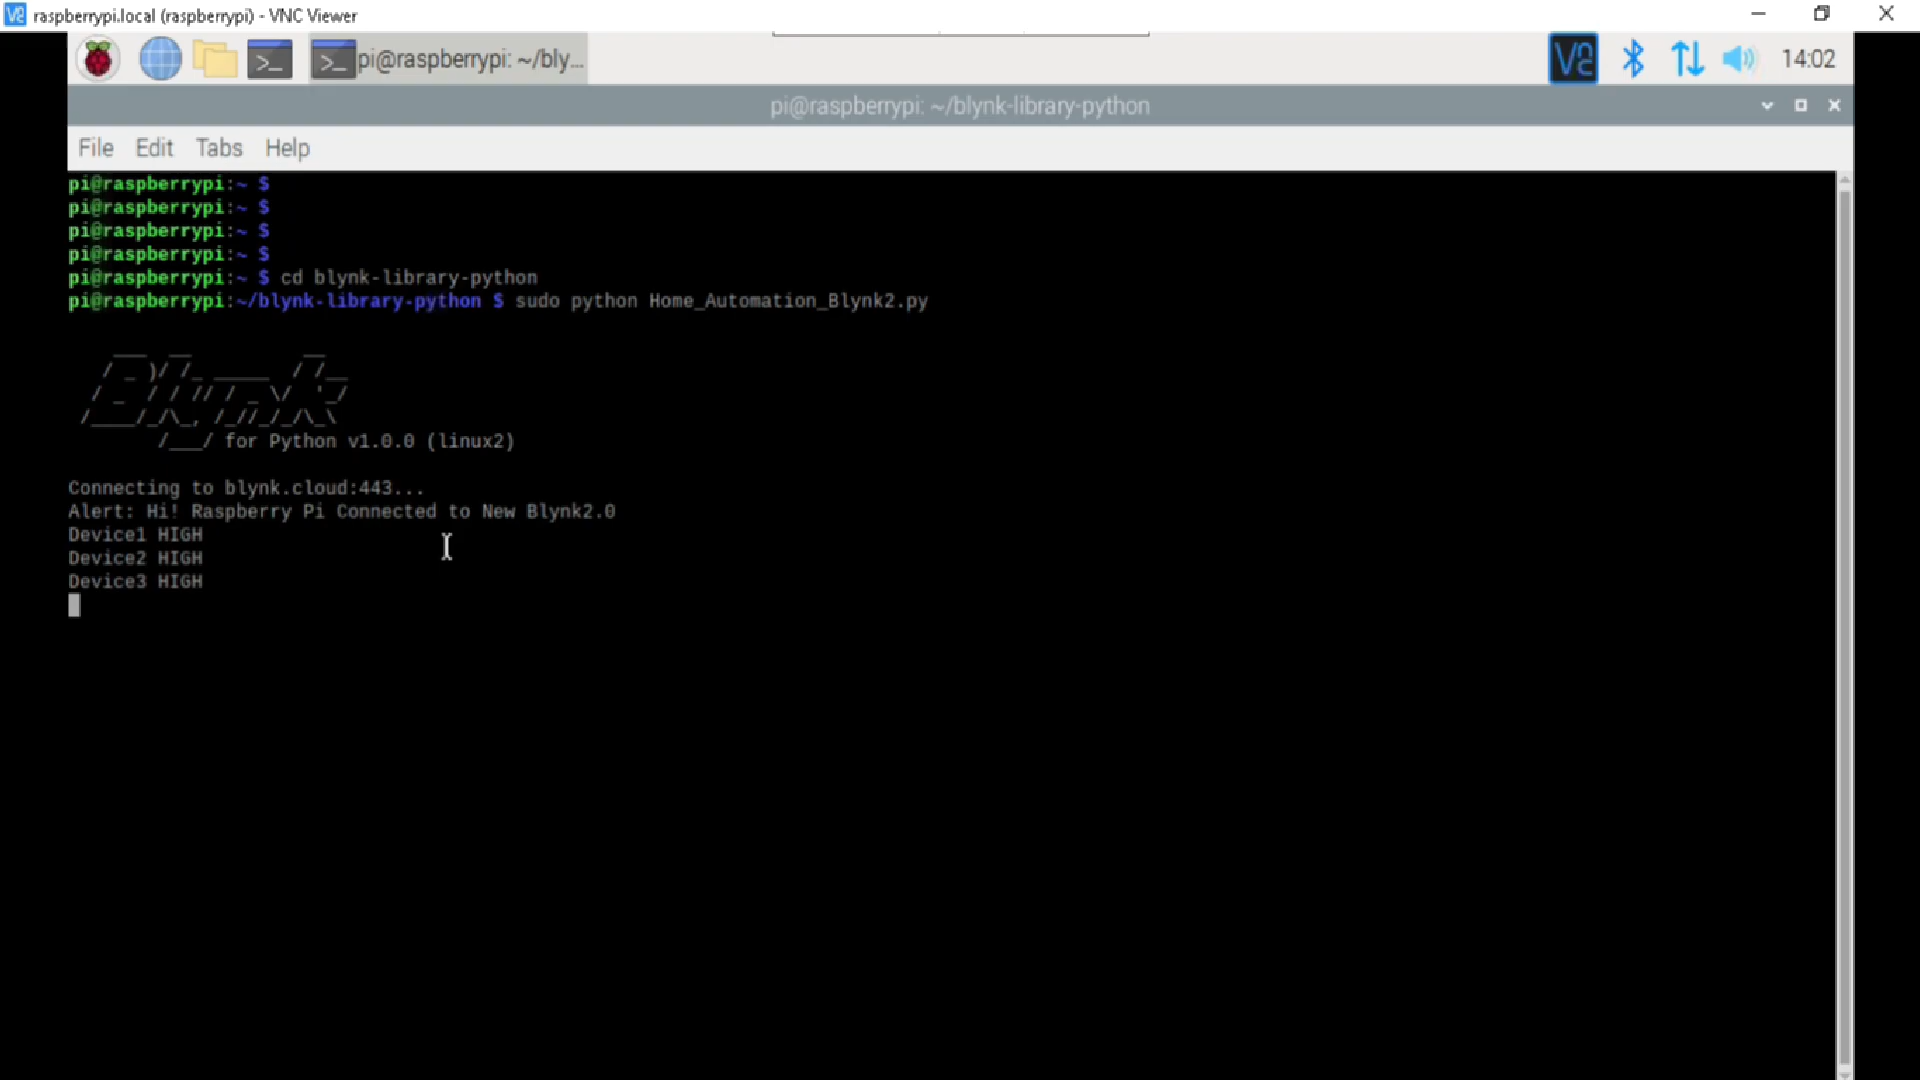 raspberrypi.local (raspberrypi) - VNC Viewer
pi@raspberrypi: ~/bly...
14:02
pi@raspberrypi: ~/blynk-library-python
File Edit Tabs Help
pi@raspberrypi:~ $
pi@raspberrypi:~ $
pi@raspberrypi:~ $
pi@raspberrypi:~ $
pi@raspberrypi:~ $ cd blynk-library-python
pi@raspberrypi:~/blynk-library-python $ sudo python Home_Automation_Blynk2.py
Blynk
for Python v1.0.0 (linux2)
Connecting to blynk.cloud:443...
Alert: Hi! Raspberry Pi Connected to New Blynk2.0
Device1 HIGH
Device2 HIGH
Device3 HIGH